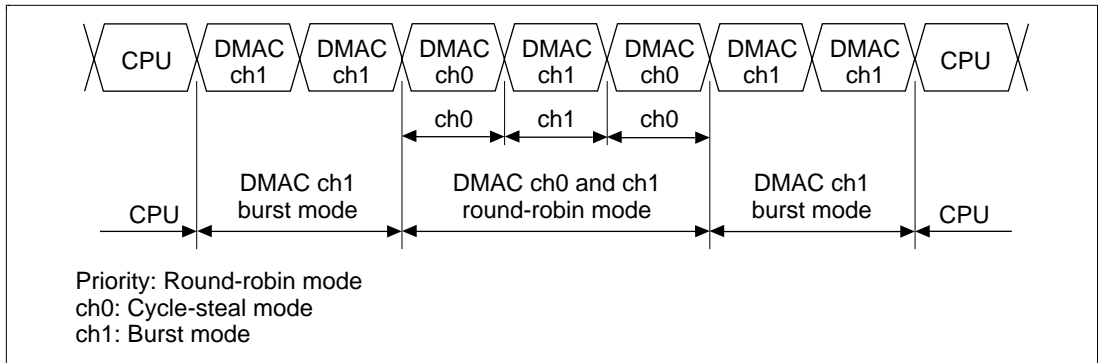 CPU DMAC ch1 DMAC ch1 DMAC ch0 DMAC ch1 DMAC ch0 DMAC ch1 DMAC ch1 CPU
ch0 ch1 ch0
CPU DMAC ch1 burst mode DMAC ch0 and ch1 round-robin mode DMAC ch1 burst mode CPU
Priority: Round-robin mode
ch0: Cycle-steal mode
ch1: Burst mode